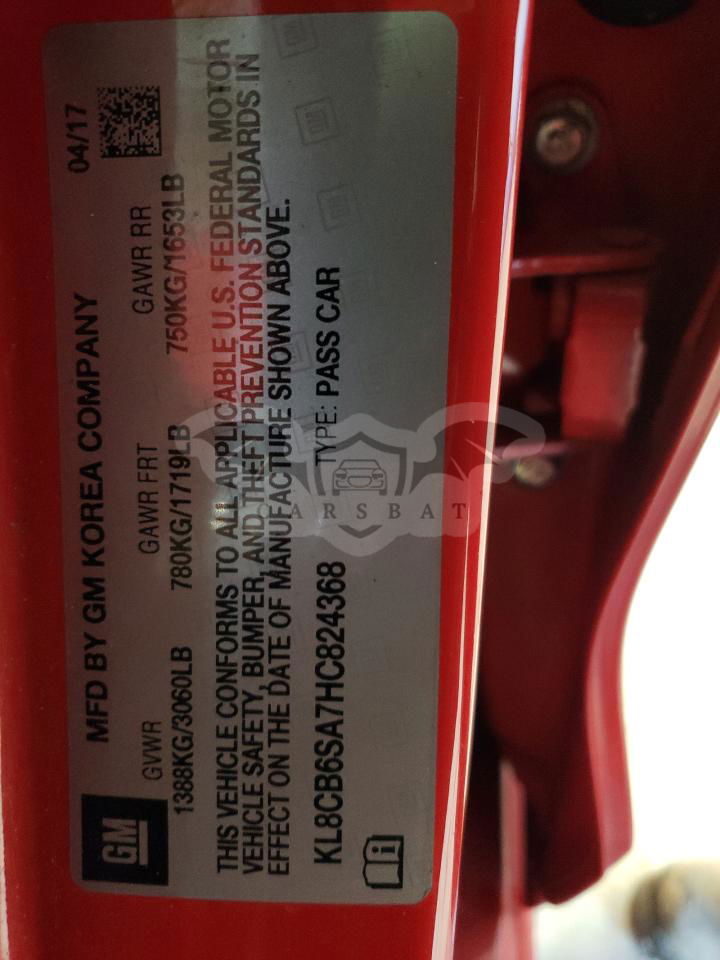 MFD BY GM KOREA COMPANY 04/17
GM
GVWR GAWR FRT GAWR RR
1388KG/3060LB 780KG/1719LB 750KG/1653LB
THIS VEHICLE CONFORMS TO ALL APPLICABLE U.S. FEDERAL MOTOR
VEHICLE SAFETY, BUMPER, AND THEFT PREVENTION STANDARDS IN
EFFECT ON THE DATE OF MANUFACTURE SHOWN ABOVE.
KL8CB6SA7HC824368 TYPE: PASS CAR
CARSBAT